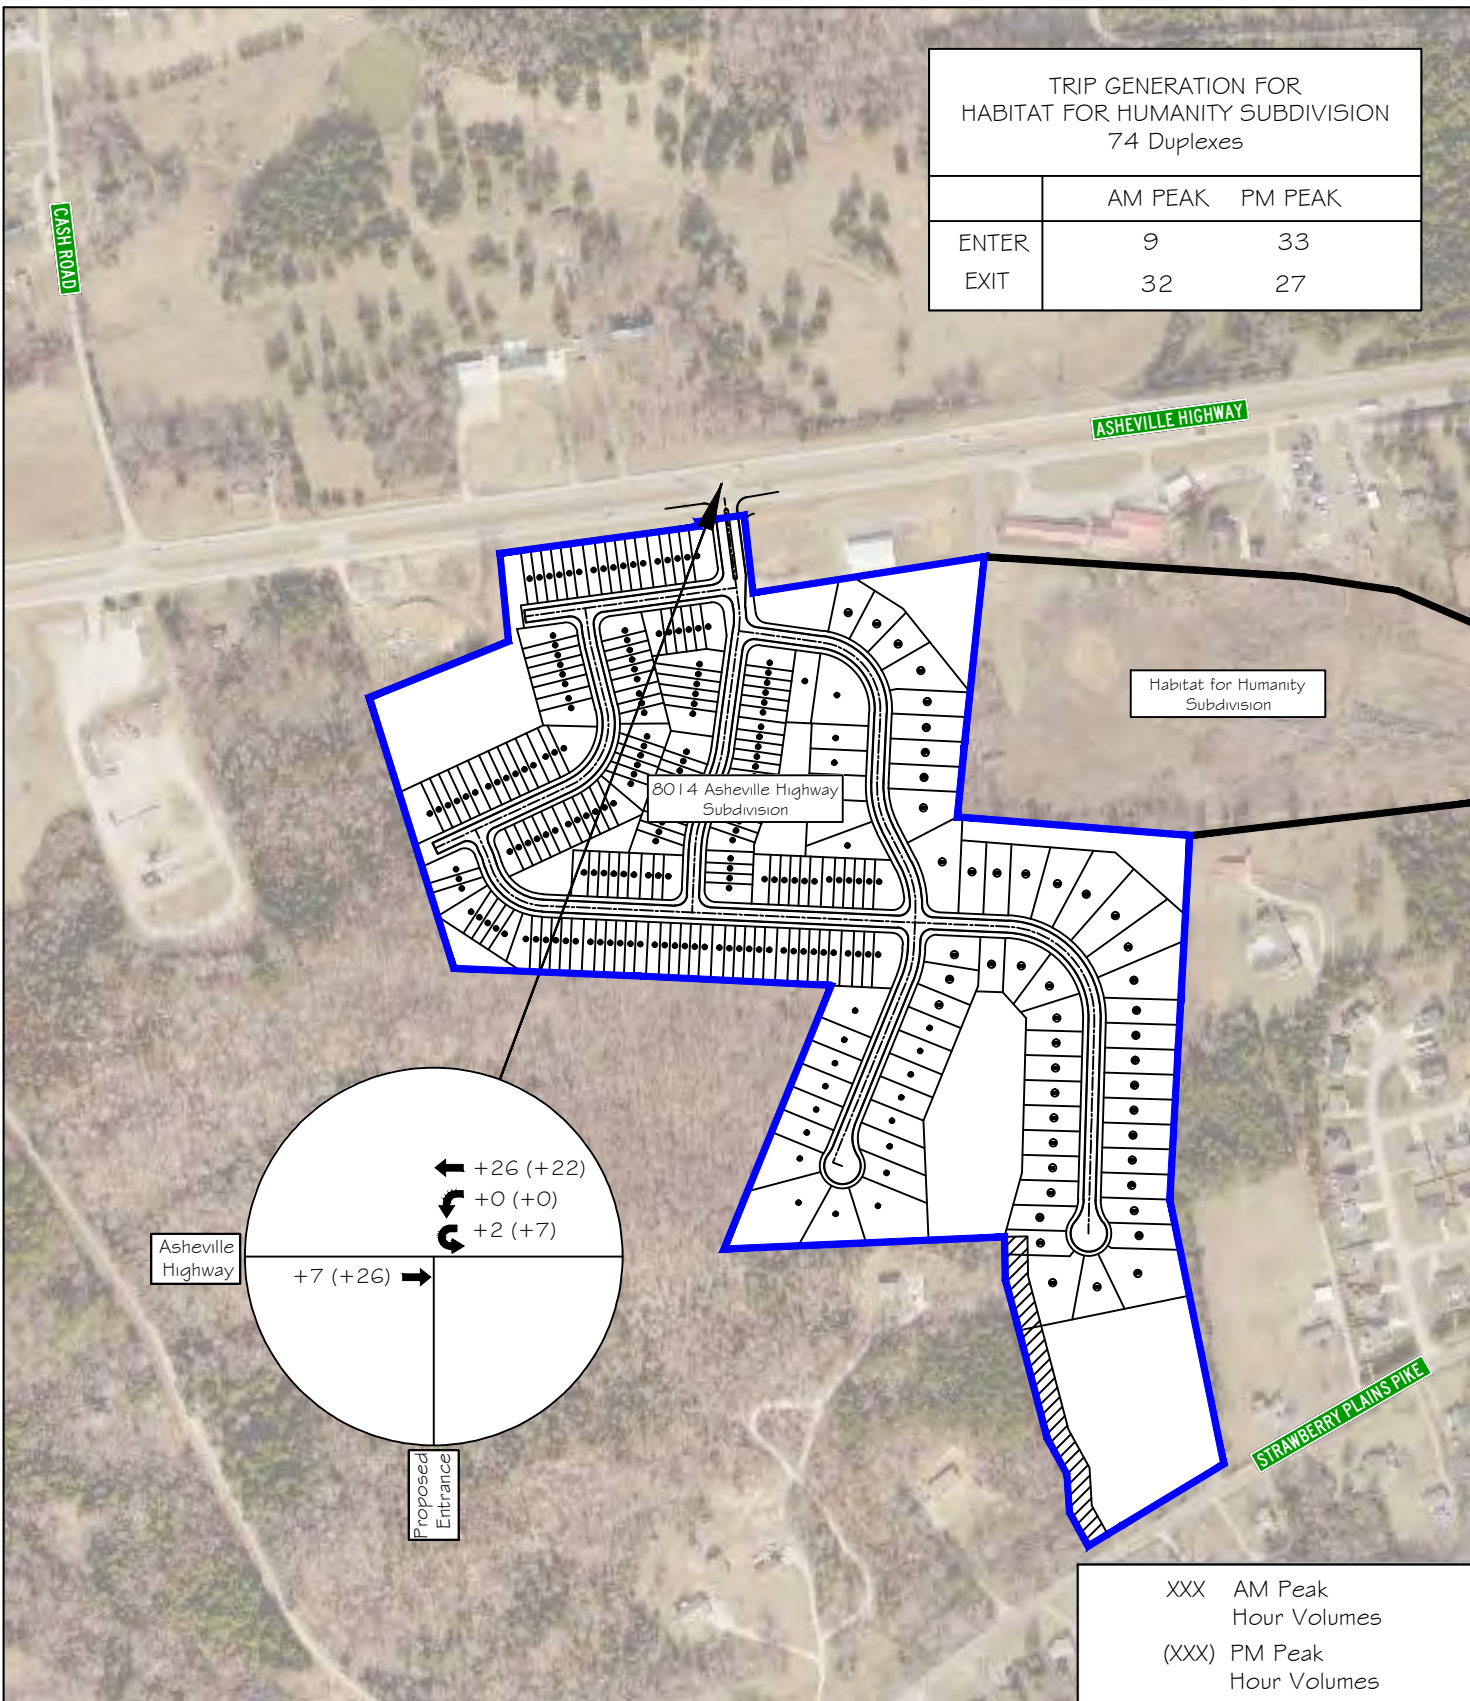 TRIP GENERATION FOR
HABITAT FOR HUMANITY SUBDIVISION
74 Duplexes
AM PEAK PM PEAK
ENTER 9 33
EXIT 32 27
CASH ROAD
ASHEVILLE HIGHWAY
Habitat for Humanity
Subdivision
8014 Asheville Highway
Subdivision
+26 (+22)
+0 (+0)
+2 (+7)
Asheville
Highway
+7 (+26)
Proposed
Entrance
STRAWBERRY PLAINS PIKE
XXX AM Peak
Hour Volumes
(XXX) PM Peak
Hour Volumes